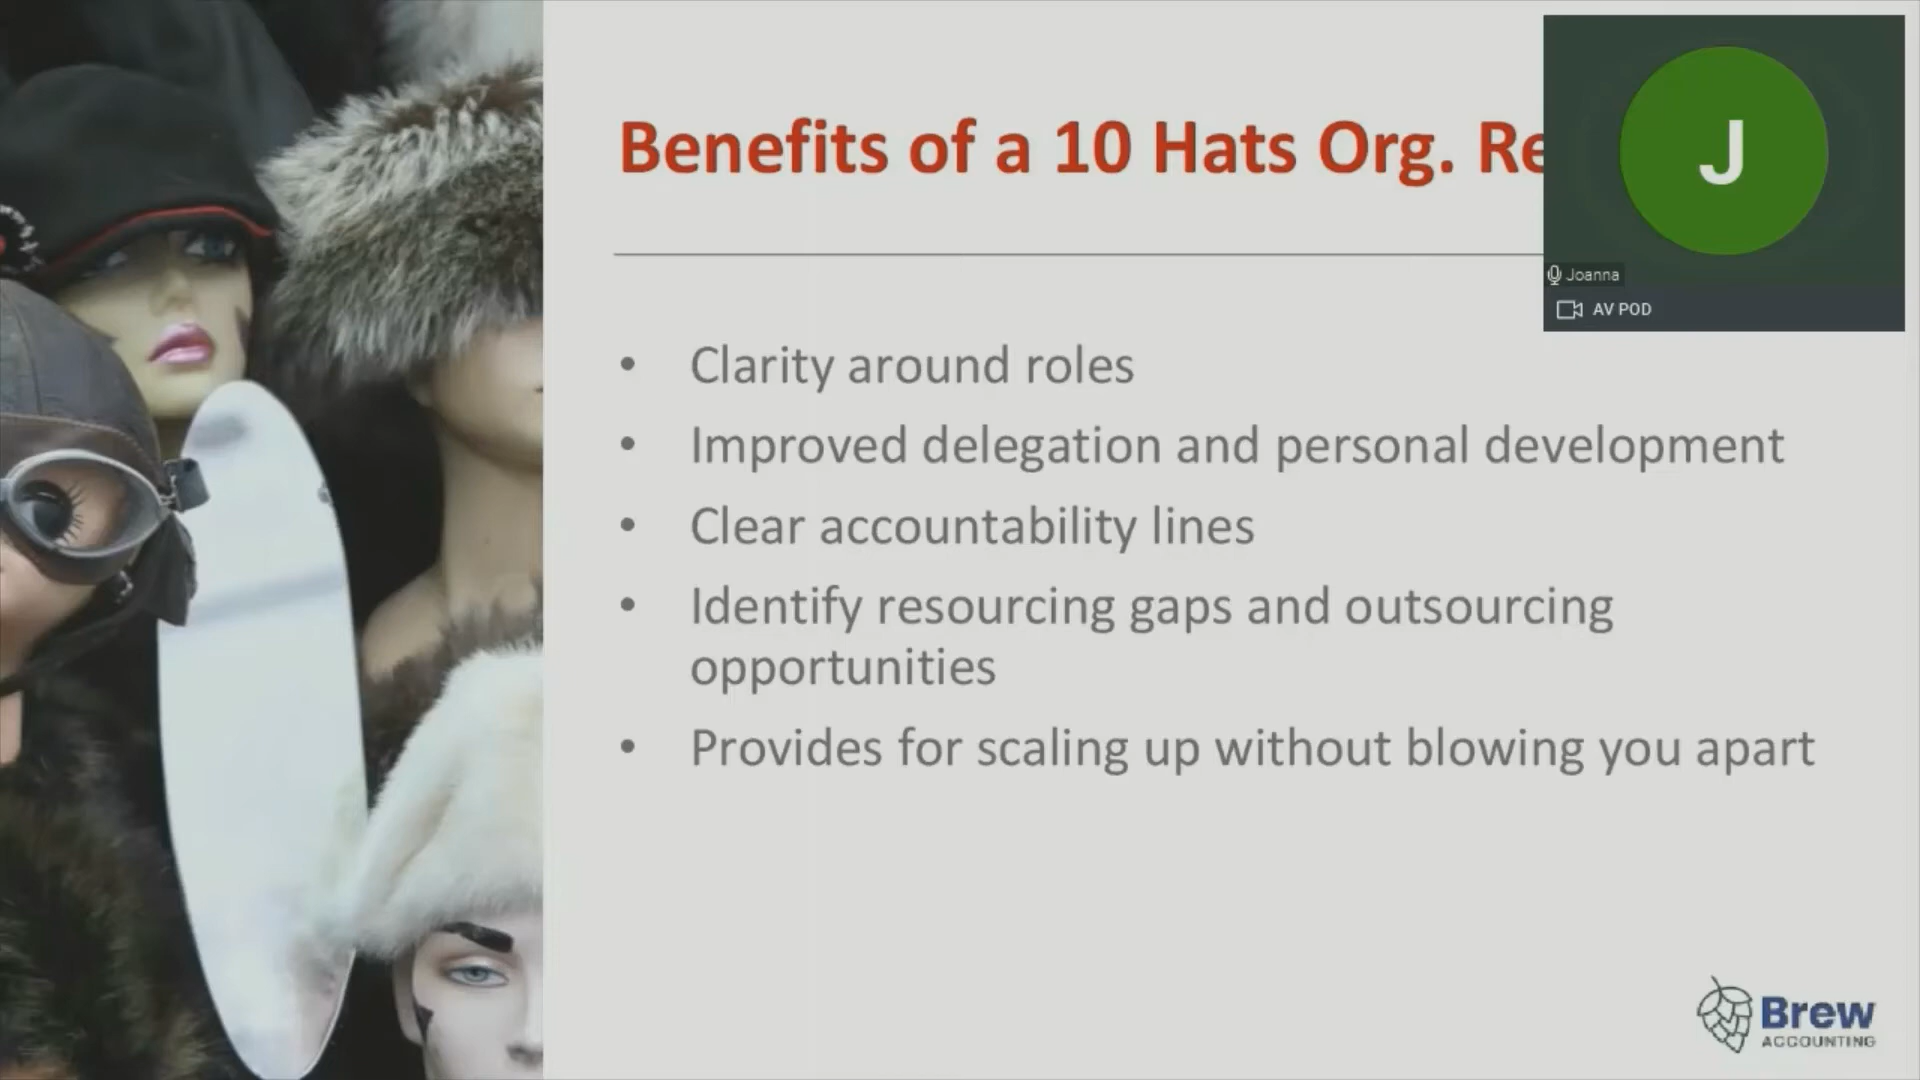 Benefits of a 10 Hats Org.
J
Joanna
AV POD
• Clarity around roles
• Improved delegation and personal development
• Clear accountability lines
• Identify resourcing gaps and outsourcing
opportunities
• Provides for scaling up without blowing you apart
Brew
ACCOUNTING